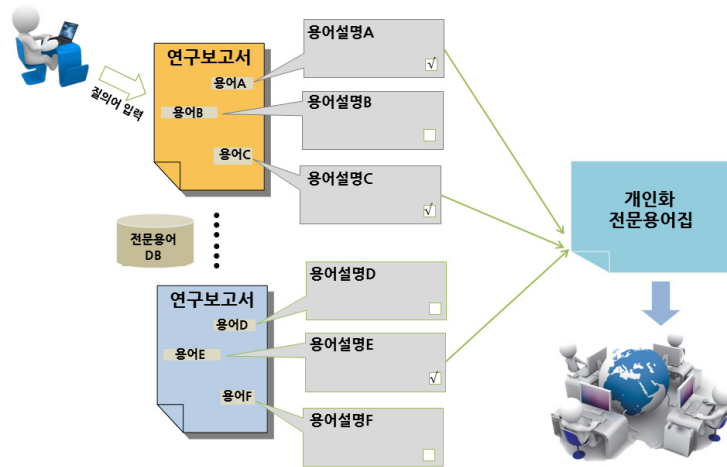 질의어 입력
연구보고서
용어A
용어B
용어C
용어설명A
√
용어설명B
용어설명C
√
전문용어
DB
연구보고서
용어D
용어E
용어F
용어설명D
용어설명E
√
용어설명F
개인화
전문용어집